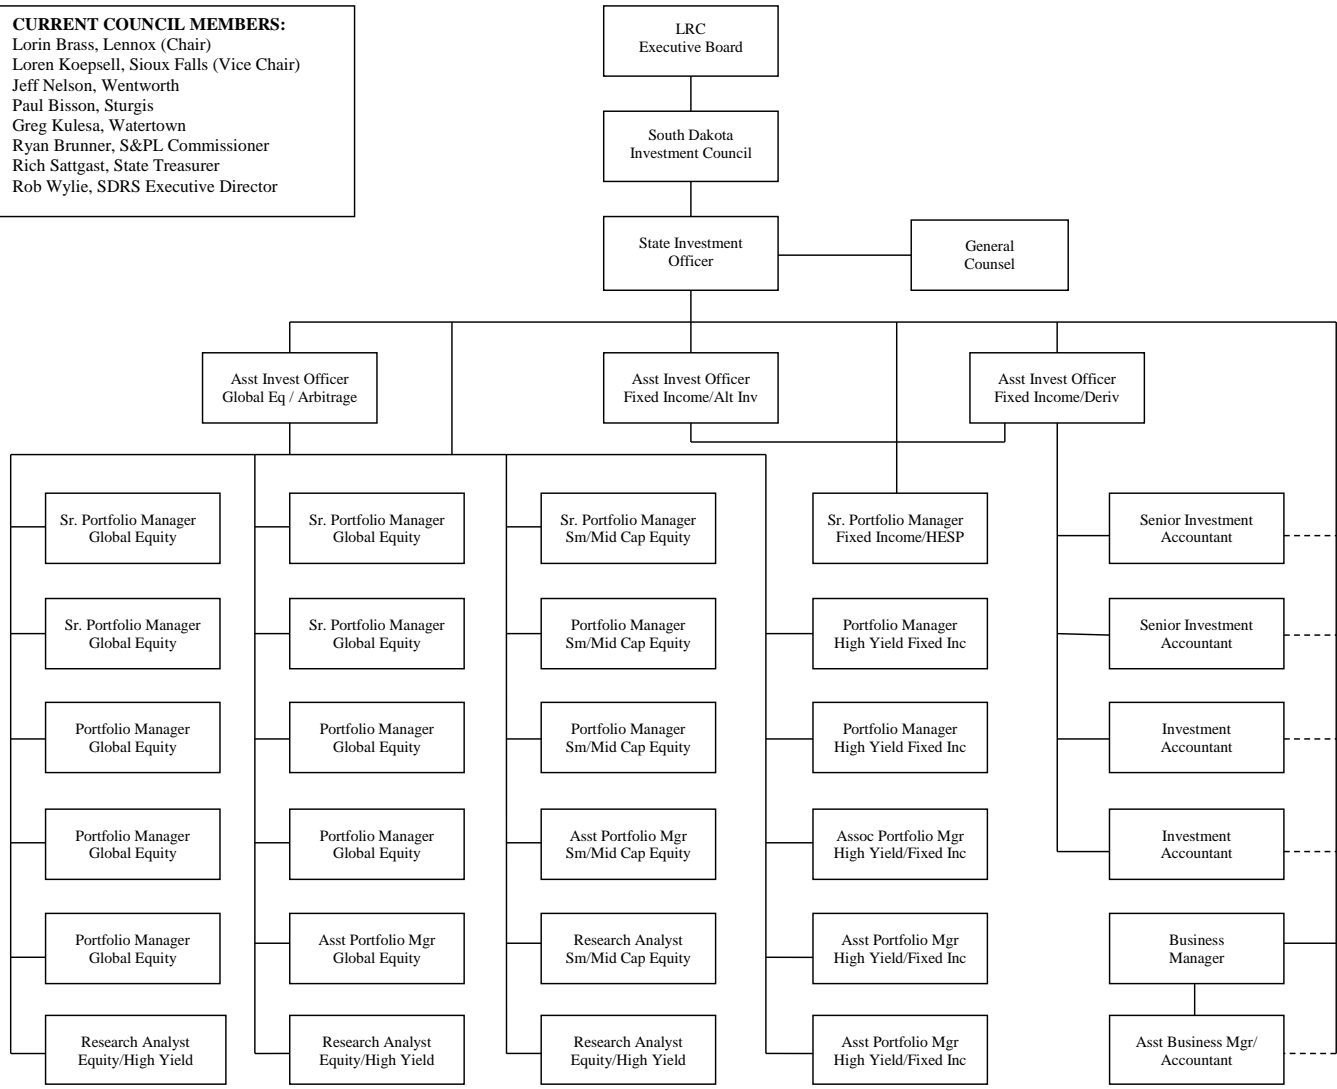 CURRENT COUNCIL MEMBERS:
Lorin Brass, Lennox (Chair)
Loren Koepsell, Sioux Falls (Vice Chair)
Jeff Nelson, Wentworth
Paul Bisson, Sturgis
Greg Kulesa, Watertown
Ryan Brunner, S&PL Commissioner
Rich Sattgast, State Treasurer
Rob Wylie, SDRS Executive Director
LRC
Executive Board
South Dakota
Investment Council
State Investment
Officer
General
Counsel
Asst Invest Officer
Global Eq / Arbitrage
Asst Invest Officer
Fixed Income/Alt Inv
Asst Invest Officer
Fixed Income/Deriv
Sr. Portfolio Manager
Global Equity
Sr. Portfolio Manager
Global Equity
Sr. Portfolio Manager
Sm/Mid Cap Equity
Sr. Portfolio Manager
Fixed Income/HESP
Senior Investment
Accountant
Sr. Portfolio Manager
Global Equity
Sr. Portfolio Manager
Global Equity
Portfolio Manager
Sm/Mid Cap Equity
Portfolio Manager
High Yield Fixed Inc
Senior Investment
Accountant
Portfolio Manager
Global Equity
Portfolio Manager
Global Equity
Portfolio Manager
Sm/Mid Cap Equity
Portfolio Manager
High Yield Fixed Inc
Investment
Accountant
Portfolio Manager
Global Equity
Portfolio Manager
Global Equity
Asst Portfolio Mgr
Sm/Mid Cap Equity
Assoc Portfolio Mgr
High Yield/Fixed Inc
Investment
Accountant
Portfolio Manager
Global Equity
Asst Portfolio Mgr
Global Equity
Research Analyst
Sm/Mid Cap Equity
Asst Portfolio Mgr
High Yield/Fixed Inc
Business
Manager
Research Analyst
Equity/High Yield
Research Analyst
Equity/High Yield
Research Analyst
Equity/High Yield
Asst Portfolio Mgr
High Yield/Fixed Inc
Asst Business Mgr/
Accountant